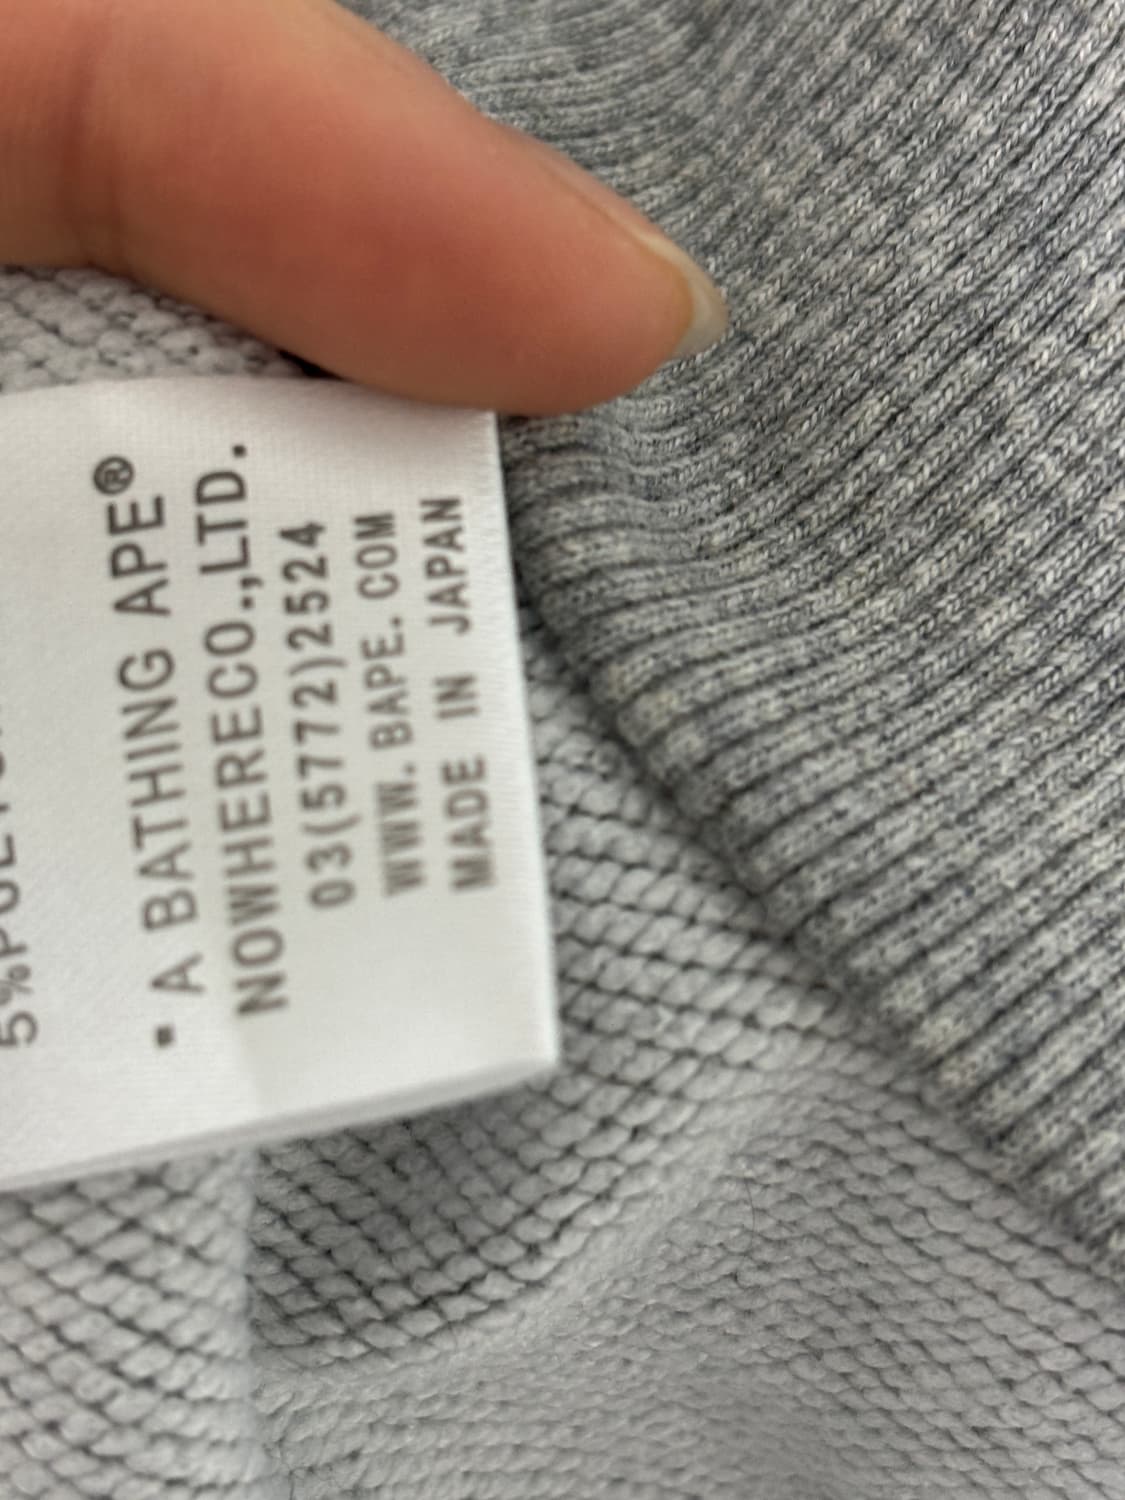 ▪ A BATHING APE®
NOWHERECO.,LTD.
03(5772)2524
WWW. BAPE. COM
MADE IN JAPAN